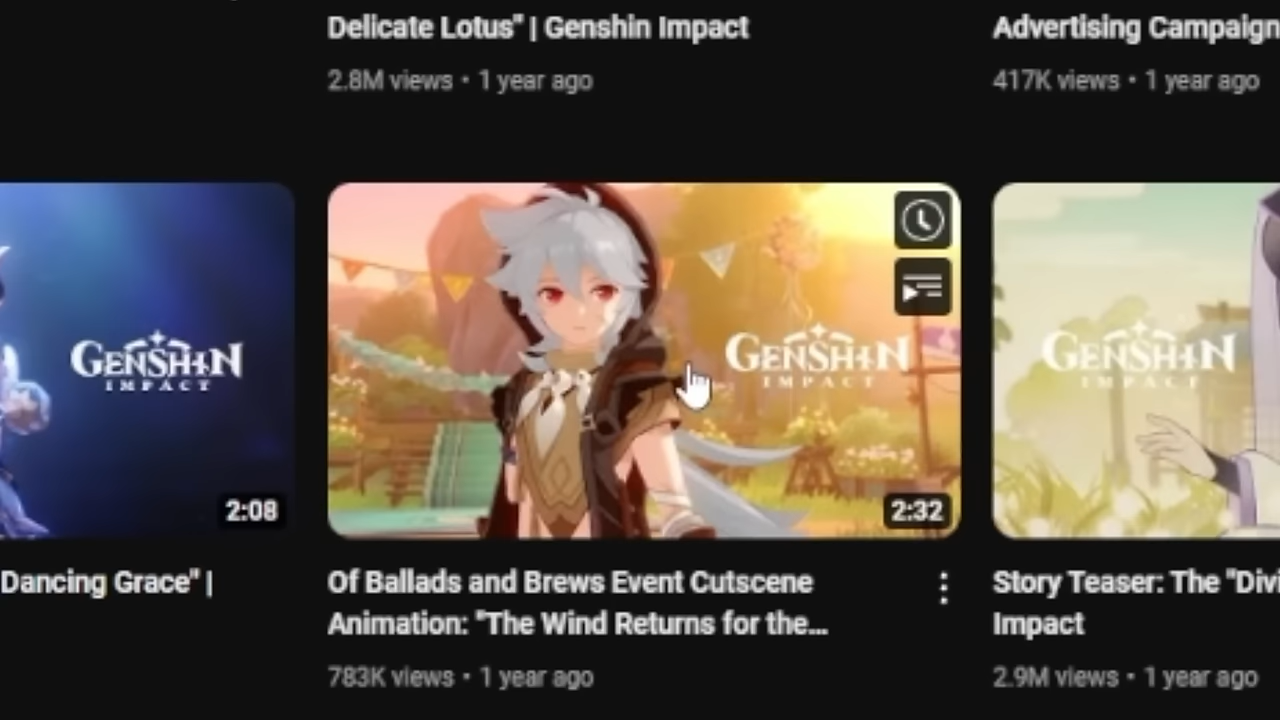 Delicate Lotus" | Genshin Impact
Advertising Campaign
2.8M views • 1 year ago
417K views • 1 year ago
GENSHIN
IMPACT
2:08
GENSHIN
IMPACT
2:32
GENSHIN
IMPACT
Dancing Grace" |
Of Ballads and Brews Event Cutscene
Animation: "The Wind Returns for the...
783K views • 1 year ago
Story Teaser: The "Divi
Impact
2.9M views • 1 year ago